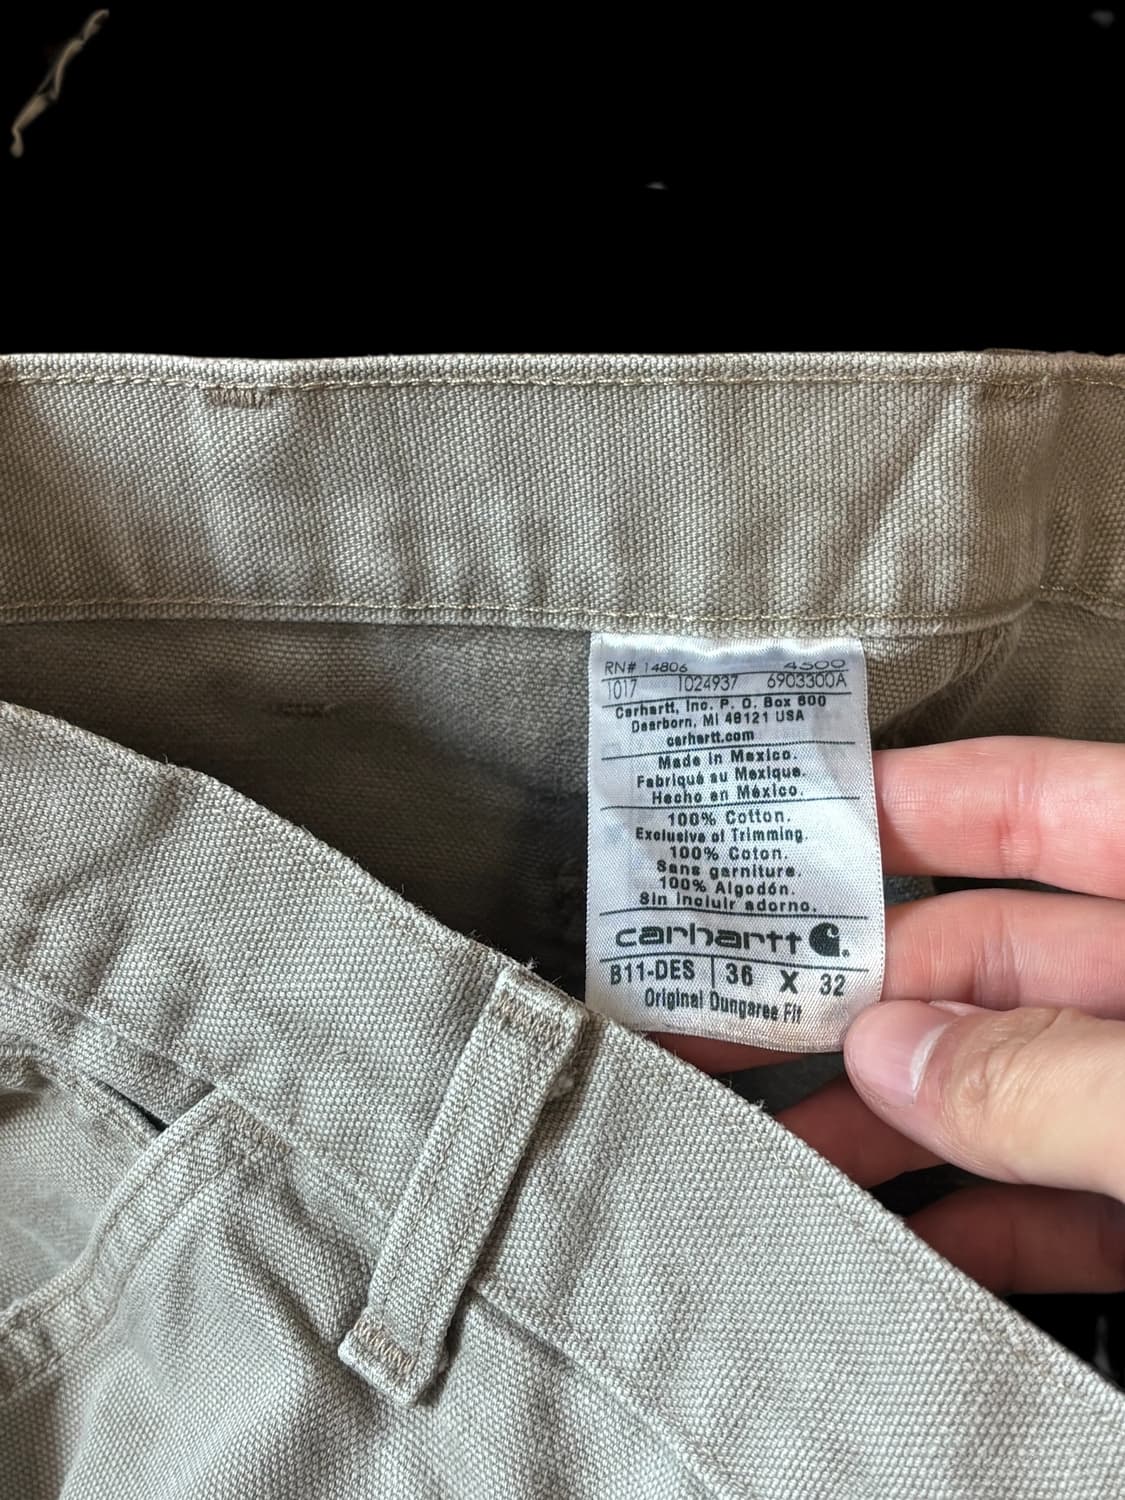 RN# 14806 4500
1017 1024937 6903300A
Carhartt, Inc. P. O. Box 600
Dearborn, MI 48121 USA
carhartt.com
Made in Mexico.
Fabriqué au Mexique.
Hecho en México.
100% Cotton.
Exclusive of Trimming.
100% Coton.
Sans garniture.
100% Algodón.
Sin incluir adorno.
carhartt
B11-DES 36 X 32
Original Dungaree Fit